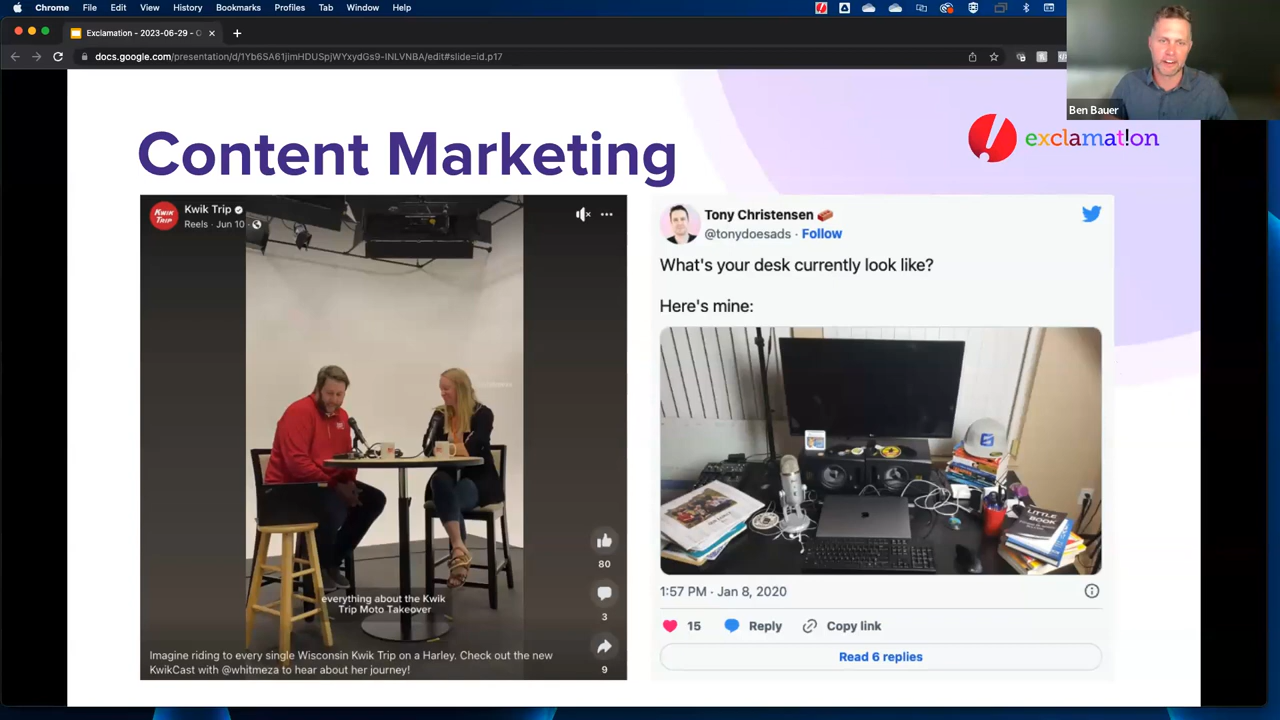 Chrome File Edit View History Bookmarks Profiles Tab Window Help
Exclamation - 2023-06-29 -
docs.google.com/presentation/d/1Yb6SA61jimHDUSpjWYxydGs9-INLVNBA/edit#slide=id.p17
Ben Bauer
Content Marketing
exclamat!on
Kwik Trip
Reels · Jun 10 ·
KWIK
TRIP
everything about the Kwik
Trip Moto Takeover
80
3
9
Imagine riding to every single Wisconsin Kwik Trip on a Harley. Check out the new
KwikCast with @whitmeza to hear about her journey!
Tony Christensen
@tonydoesads · Follow
What's your desk currently look like?
Here's mine:
LITTLE
BOOK
1:57 PM · Jan 8, 2020
15 Reply Copy link
Read 6 replies